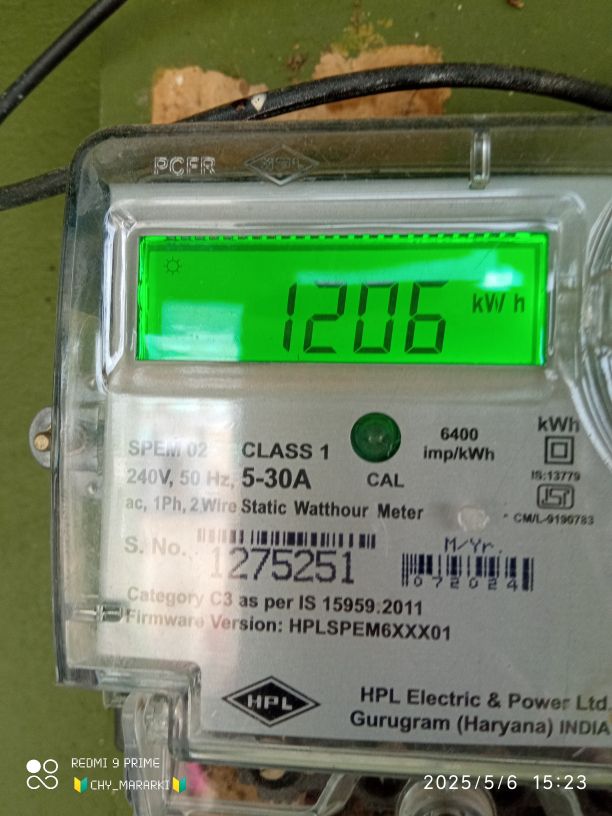 PCFR HPL
1206 kW h
SPEM 02 CLASS 1
240V, 50 Hz, 5-30A
ac, 1Ph, 2 Wire Static Watthour Meter
CAL
6400
imp/kWh
kWh
IS:13779
ISI
CM/L-9190783
S. No. 1275251
M/Yr.
072024
Category C3 as per IS 15959.2011
Firmware Version: HPLSPEM6XXX01
HPL
HPL Electric & Power Ltd.
Gurugram (Haryana) INDIA
REDMI 9 PRIME
CHY_MARARKI
2025/5/6 15:23